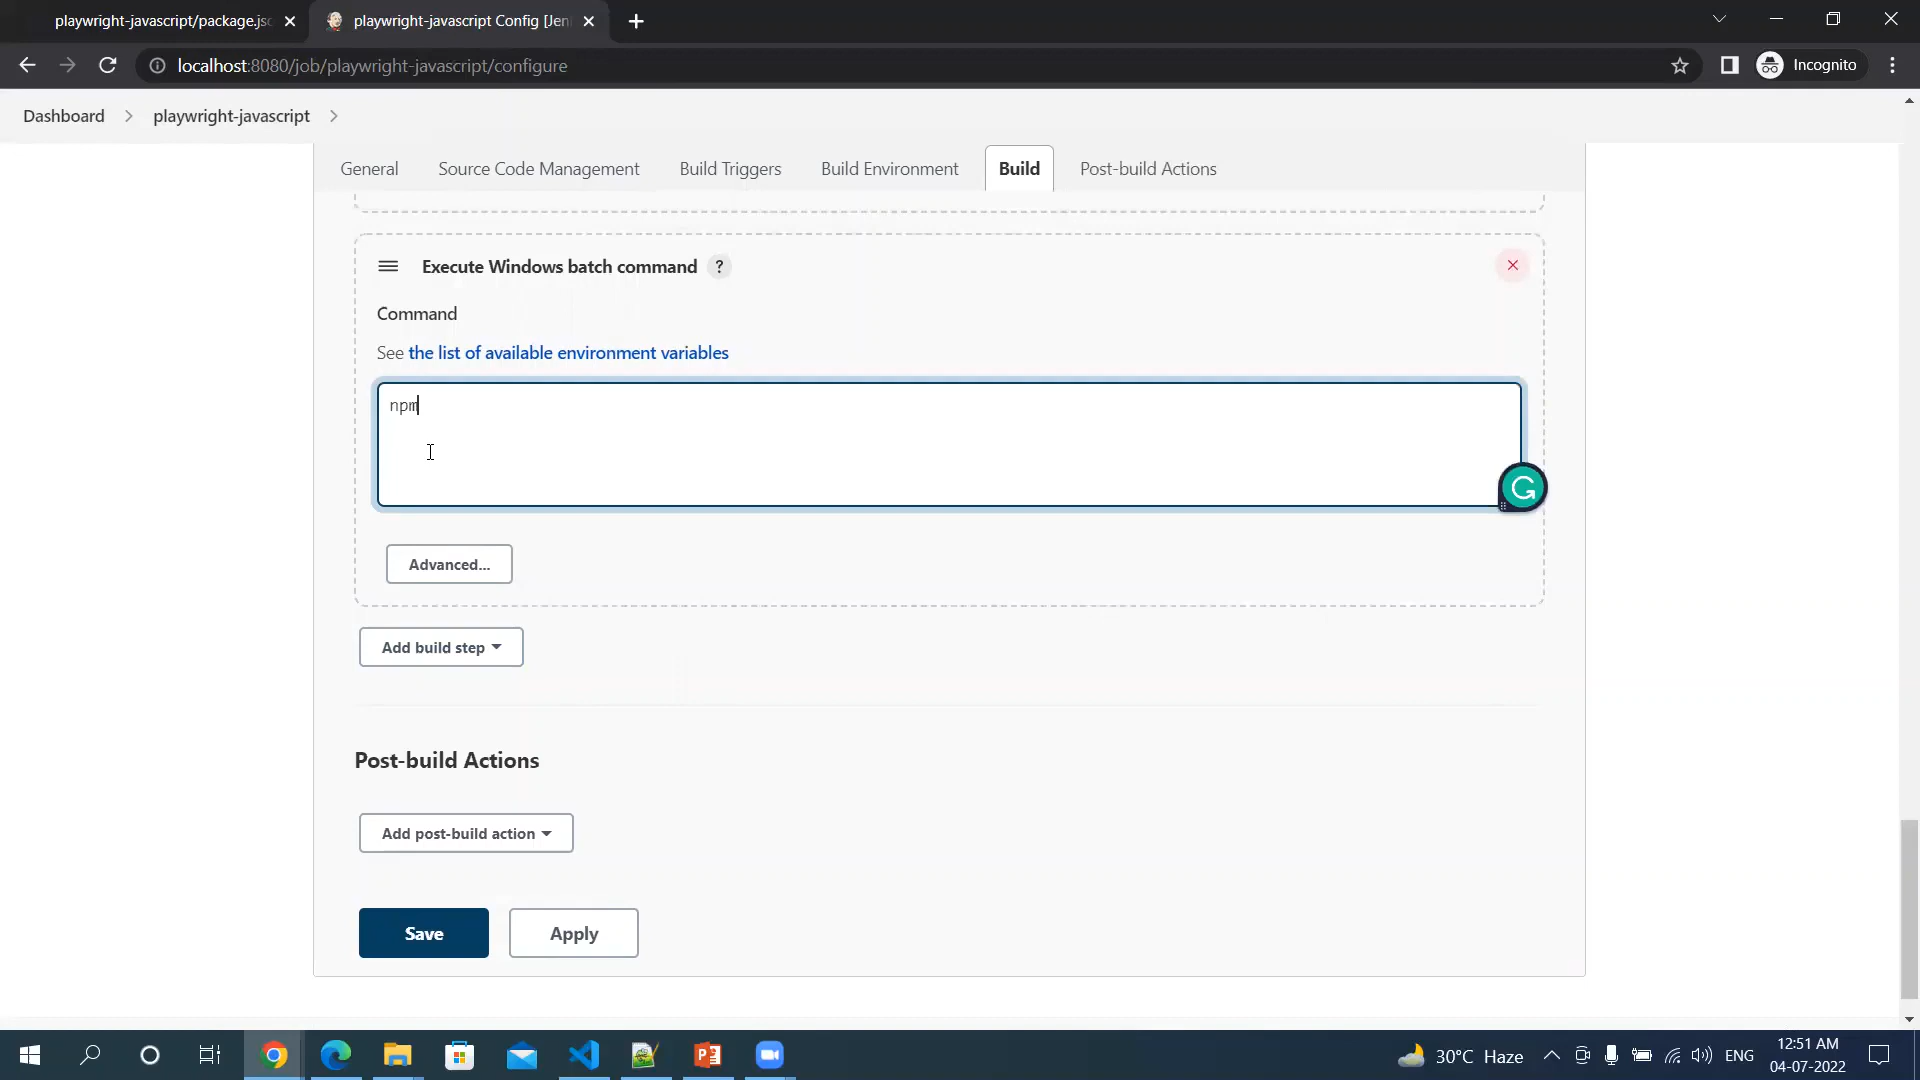 playwright-javascript/package.jso
playwright-javascript Config [Jen
localhost:8080/job/playwright-javascript/configure
Incognito
Dashboard
playwright-javascript
General
Source Code Management
Build Triggers
Build Environment
Build
Post-build Actions
Execute Windows batch command ?
Command
See the list of available environment variables
npm
Advanced...
Add build step
Post-build Actions
Add post-build action
Save
Apply
30°C Haze
ENG
12:51 AM
04-07-2022